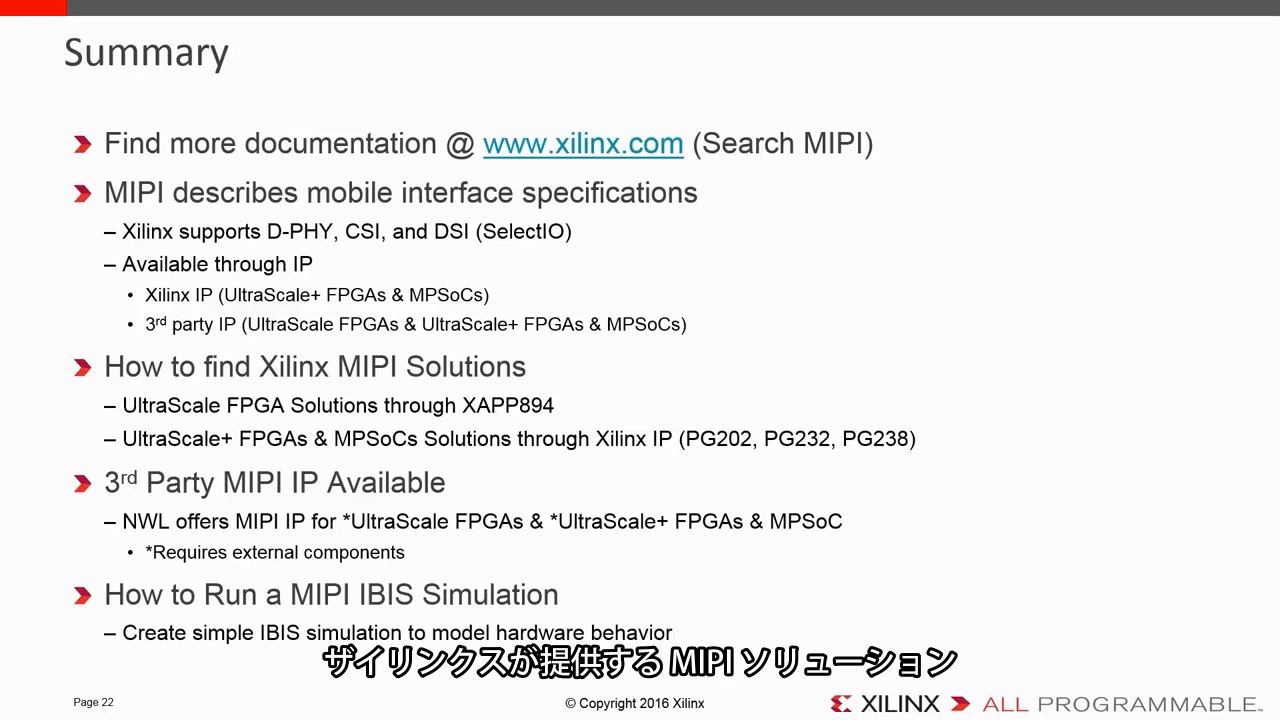 Summary
Find more documentation @ www.xilinx.com (Search MIPI)
MIPI describes mobile interface specifications
– Xilinx supports D-PHY, CSI, and DSI (SelectIO)
– Available through IP
• Xilinx IP (UltraScale+ FPGAs & MPSoCs)
• 3rd party IP (UltraScale FPGAs & UltraScale+ FPGAs & MPSoCs)
How to find Xilinx MIPI Solutions
– UltraScale FPGA Solutions through XAPP894
– UltraScale+ FPGAs & MPSoCs Solutions through Xilinx IP (PG202, PG232, PG238)
3rd Party MIPI IP Available
– NWL offers MIPI IP for *UltraScale FPGAs & *UltraScale+ FPGAs & MPSoC
• *Requires external components
How to Run a MIPI IBIS Simulation
– Create simple IBIS simulation to model hardware behavior
ザイリンクスが提供する MIPI ソリューション
Page 22
© Copyright 2016 Xilinx
XILINX ALL PROGRAMMABLE™